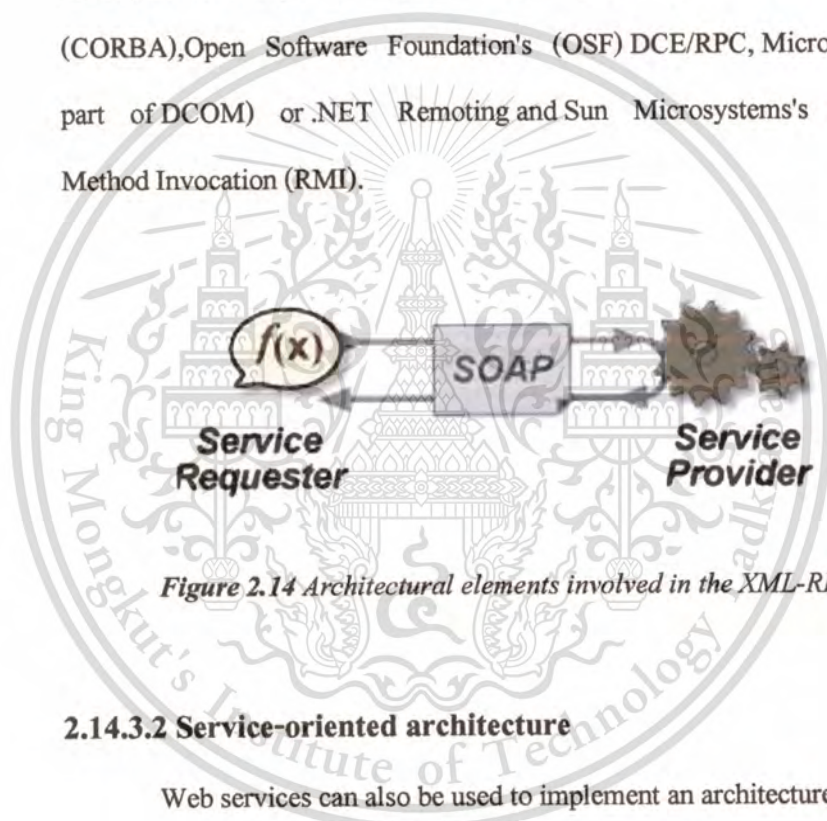 (CORBA),Open Software Foundation's (OSF) DCE/RPC, Micro
part of DCOM) or .NET Remoting and Sun Microsystems's
Method Invocation (RMI).
f(x)
SOAP
Service
Requester
Service
Provider
Figure 2.14 Architectural elements involved in the XML-R
2.14.3.2 Service-oriented architecture
Web services can also be used to implement an architecture
King Mongkut's Institute of Technology Ladkr